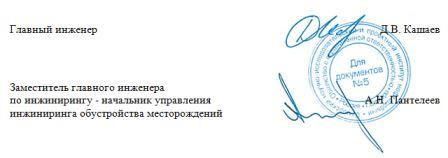 Главный инженер Д.В. Кашаев
Для
документов
№5
Заместитель главного инженера
по инжинирингу - начальник управления А.Н. Пантелеев
инжиниринга обустройства месторождений